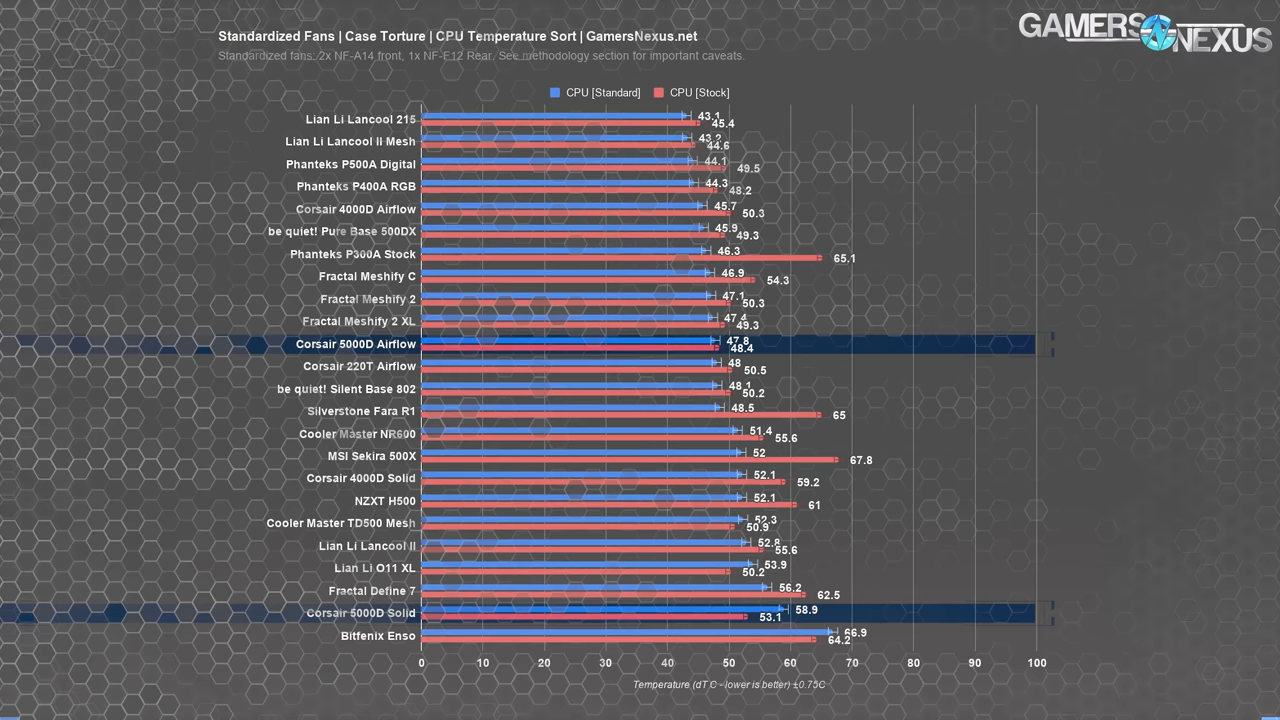 GAMERS NEXUS
Standardized Fans | Case Torture | CPU Temperature Sort | GamersNexus.net
Standardized fans: 2x NF-A14 front, 1x NF-F12 Rear. See methodology section for important caveats.
CPU [Standard] CPU [Stock]
Lian Li Lancool 215 43.1 45.4
Lian Li Lancool II Mesh 43.2 44.6
Phanteks P500A Digital 44.1 49.5
Phanteks P400A RGB 44.3 48.2
Corsair 4000D Airflow 45.7 50.3
be quiet! Pure Base 500DX 45.9 49.3
Phanteks P300A Stock 46.3 65.1
Fractal Meshify C 46.9 54.3
Fractal Meshify 2 47.1 50.3
Fractal Meshify 2 XL 47.4 49.3
Corsair 5000D Airflow 47.8 48.4
Corsair 220T Airflow 48 50.5
be quiet! Silent Base 802 48.1 50.2
Silverstone Fara R1 48.5 65
Cooler Master NR600 51.4 55.6
MSI Sekira 500X 52 67.8
Corsair 4000D Solid 52.1 59.2
NZXT H500 52.1 61
Cooler Master TD500 Mesh 52.3 50.9
Lian Li Lancool II 52.8 55.6
Lian Li O11 XL 53.9 50.2
Fractal Define 7 56.2 62.5
Corsair 5000D Solid 58.9 53.1
Bitfenix Enso 66.9 64.2
0 10 20 30 40 50 60 70 80 90 100
Temperature (dT C - lower is better) ±0.75C